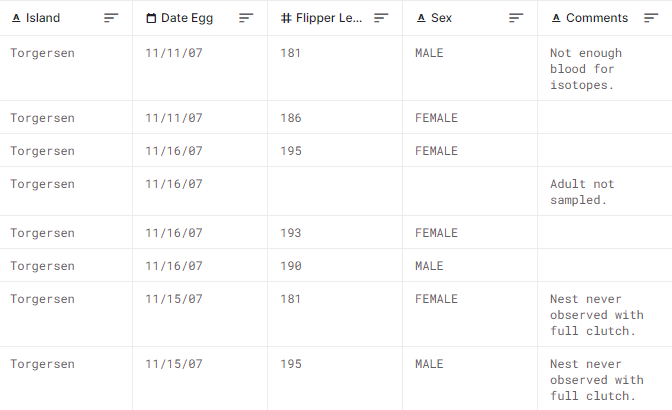 Island Date Egg Flipper Le... Sex Comments
Torgersen 11/11/07 181 MALE Not enough
blood for
isotopes.
Torgersen 11/11/07 186 FEMALE
Torgersen 11/16/07 195 FEMALE
Torgersen 11/16/07 Adult not
sampled.
Torgersen 11/16/07 193 FEMALE
Torgersen 11/16/07 190 MALE
Torgersen 11/15/07 181 FEMALE Nest never
observed with
full clutch.
Torgersen 11/15/07 195 MALE Nest never
observed with
full clutch.